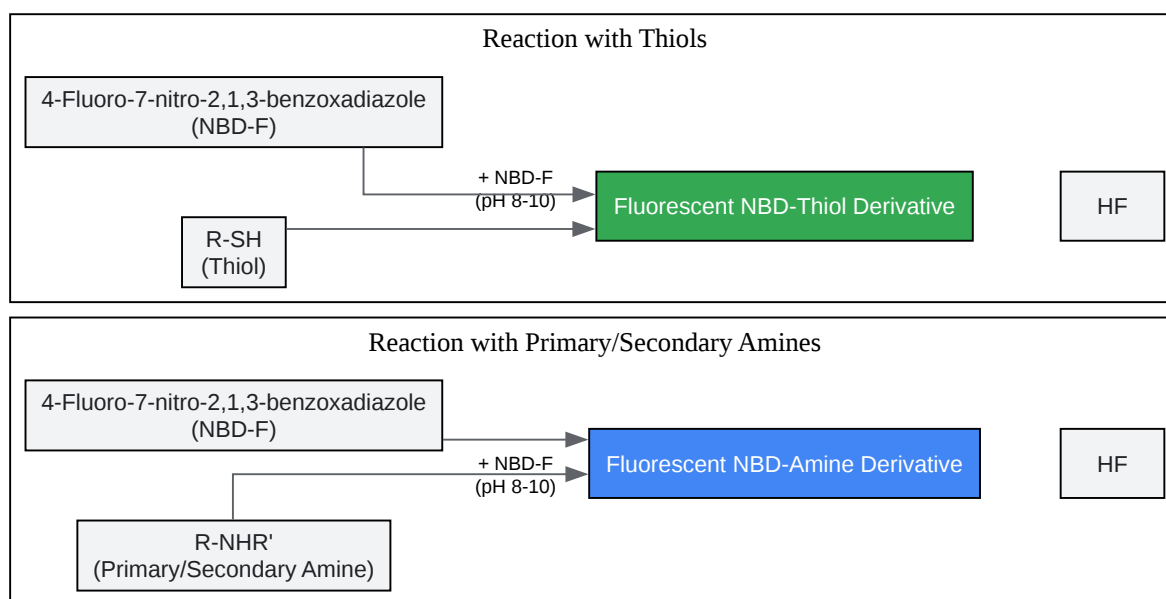 Reaction with Thiols
4-Fluoro-7-nitro-2,1,3-benzoxadiazole
(NBD-F)
+ NBD-F
(pH 8-10)
Fluorescent NBD-Thiol Derivative
HF
R-SH
(Thiol)
Reaction with Primary/Secondary Amines
4-Fluoro-7-nitro-2,1,3-benzoxadiazole
(NBD-F)
+ NBD-F
(pH 8-10)
Fluorescent NBD-Amine Derivative
HF
R-NHR'
(Primary/Secondary Amine)